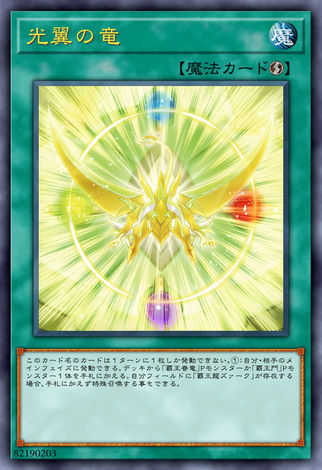 光翼の竜
魔
【魔法カード】
このカード名のカードは1ターンに1枚しか発動できない。①：自分・相手のメ
インフェイズに発動できる。デッキから「覇王眷竜」Pモンスターか「覇王門」Pモ
ンスター1体を手札に加える。自分フィールドに「覇王龍ズァーク」が存在する
場合、手札に加えず特殊召喚する事もできる。
82190203